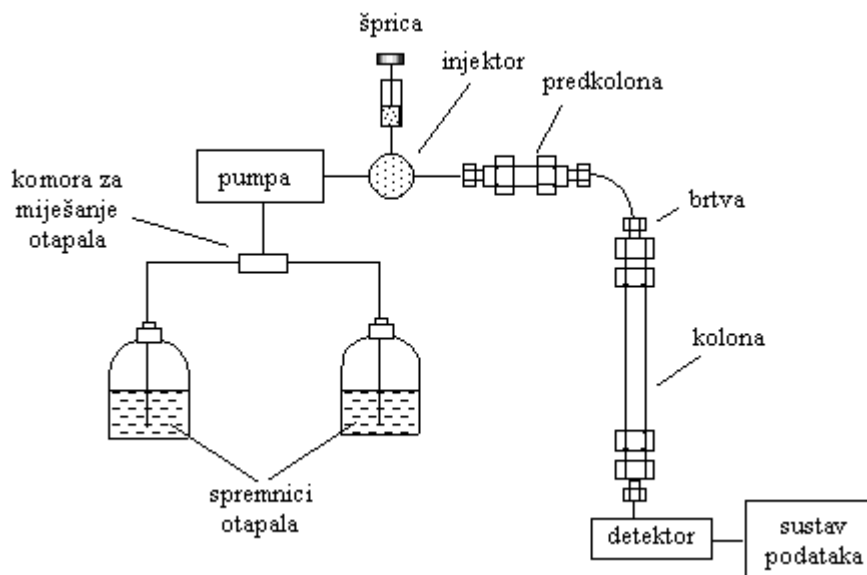 šprica
injektor
predkolona
pumpa
komora za
miješanje
otapala
brtva
kolona
spremnici
otapala
detektor
sustav
podataka